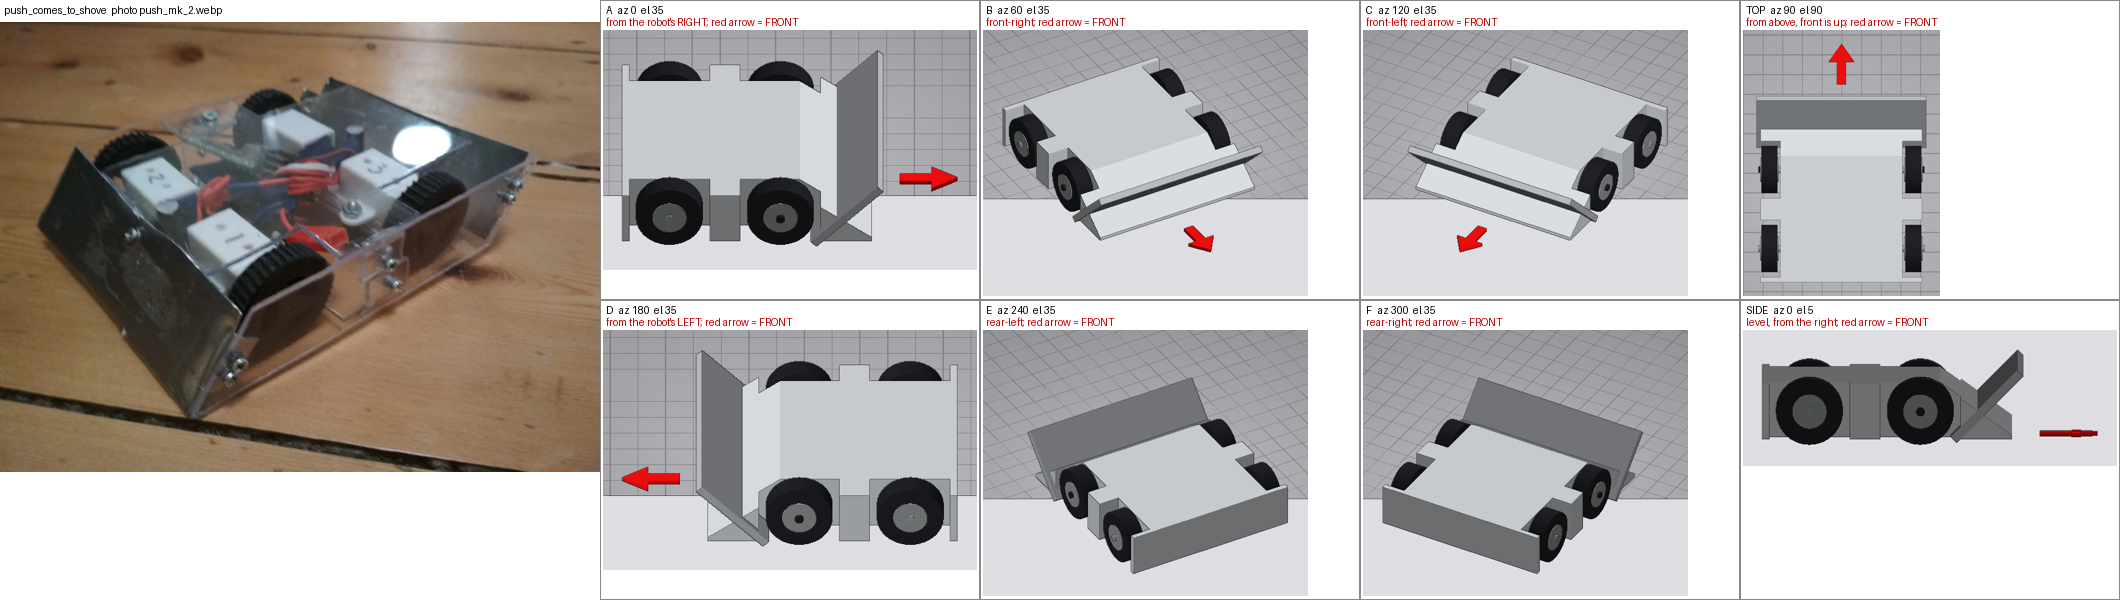 push_comes_to_shove photo push_mk_2.webp
"2"
3
1
A az 0 el 35
from the robot's RIGHT; red arrow = FRONT
B az 60 el 35
front-right; red arrow = FRONT
C az 120 el 35
front-left; red arrow = FRONT
TOP az 90 el 90
from above, front is up; red arrow = FRONT
D az 180 el 35
from the robot's LEFT; red arrow = FRONT
E az 240 el 35
rear-left; red arrow = FRONT
F az 300 el 35
rear-right; red arrow = FRONT
SIDE az 0 el 5
level, from the right; red arrow = FRONT